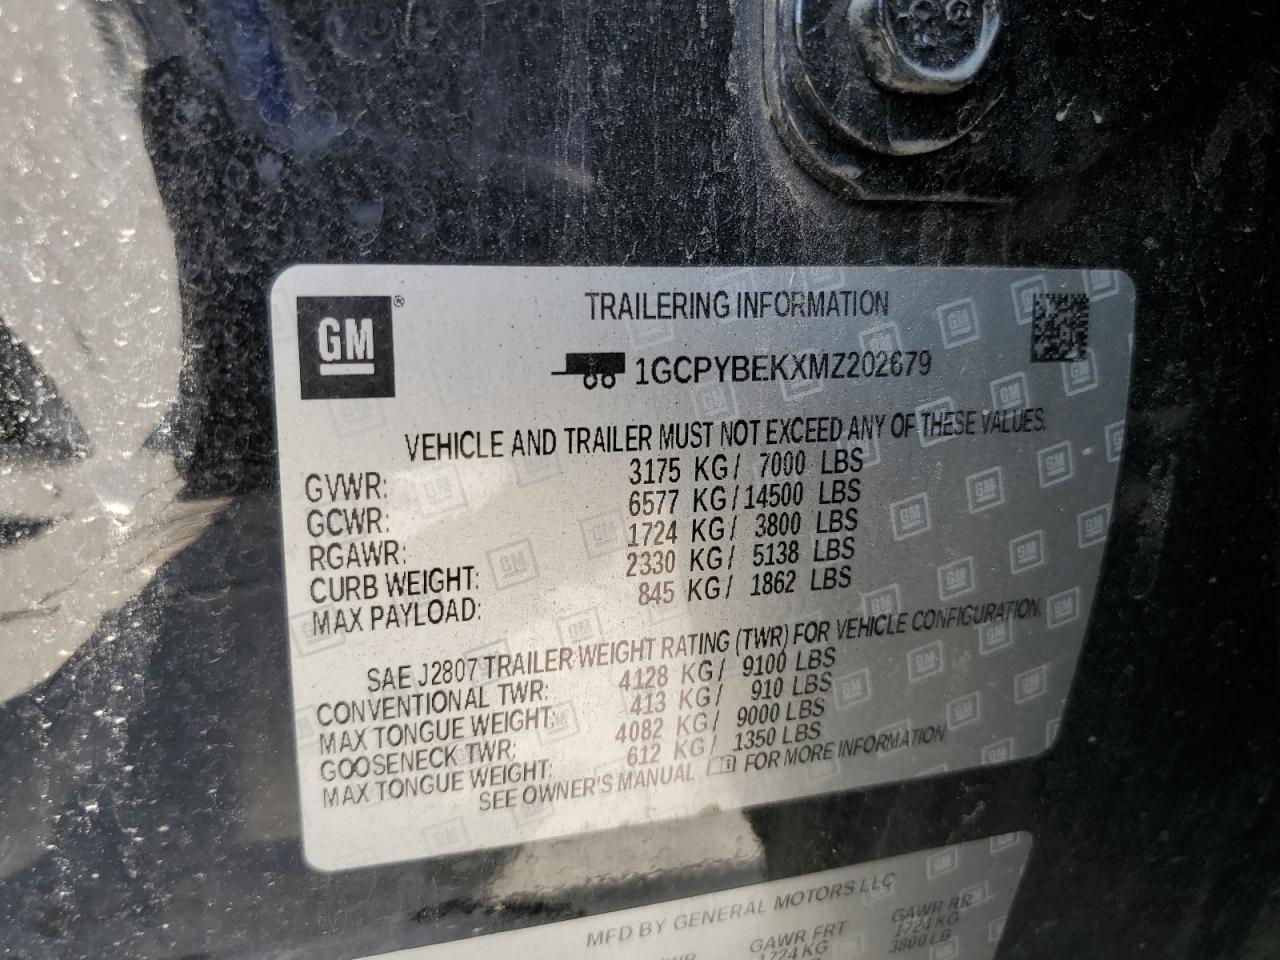 GM®
TRAILERING INFORMATION
1GCPYBEKXMZ202679
VEHICLE AND TRAILER MUST NOT EXCEED ANY OF THESE VALUES.
GVWR: 3175 KG/ 7000 LBS
GCWR: 6577 KG/14500 LBS
RGAWR: 1724 KG/ 3800 LBS
CURB WEIGHT: 2330 KG/ 5138 LBS
MAX PAYLOAD: 845 KG/ 1862 LBS
SAE J2807 TRAILER WEIGHT RATING (TWR) FOR VEHICLE CONFIGURATION.
CONVENTIONAL TWR: 4128 KG/ 9100 LBS
MAX TONGUE WEIGHT: 413 KG/ 910 LBS
GOOSENECK TWR: 4082 KG/ 9000 LBS
MAX TONGUE WEIGHT: 612 KG/ 1350 LBS
SEE OWNER'S MANUAL FOR MORE INFORMATION
MFD BY GENERAL MOTORS LLC
GAWR FRT GAWR RR
1724 KG 1724 KG
3800 LB